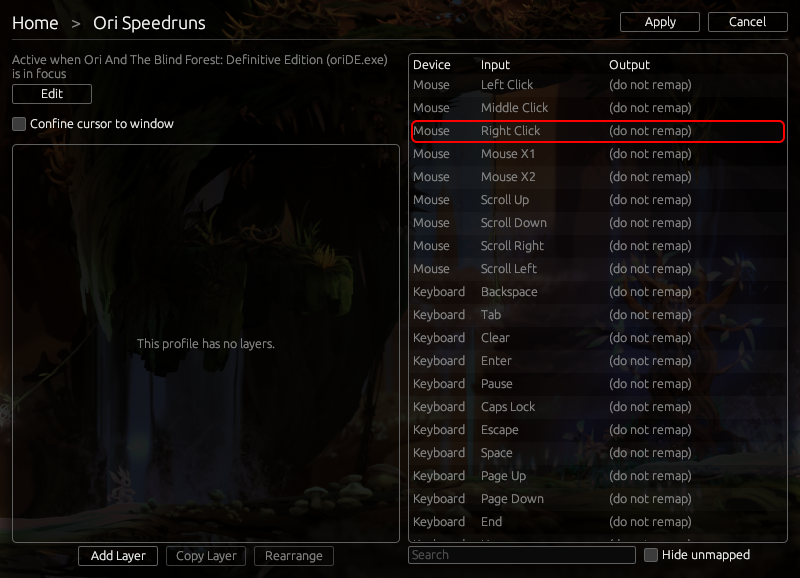 Home > Ori Speedruns
Apply
Cancel
Active when Ori And The Blind Forest: Definitive Edition (oriDE.exe)
is in focus
Edit
Confine cursor to window
This profile has no layers.
Add Layer
Copy Layer
Rearrange
Device Input Output
Mouse Left Click (do not remap)
Mouse Middle Click (do not remap)
Mouse Right Click (do not remap)
Mouse Mouse X1 (do not remap)
Mouse Mouse X2 (do not remap)
Mouse Scroll Up (do not remap)
Mouse Scroll Down (do not remap)
Mouse Scroll Right (do not remap)
Mouse Scroll Left (do not remap)
Keyboard Backspace (do not remap)
Keyboard Tab (do not remap)
Keyboard Clear (do not remap)
Keyboard Enter (do not remap)
Keyboard Pause (do not remap)
Keyboard Caps Lock (do not remap)
Keyboard Escape (do not remap)
Keyboard Space (do not remap)
Keyboard Page Up (do not remap)
Keyboard Page Down (do not remap)
Keyboard End (do not remap)
Search
Hide unmapped